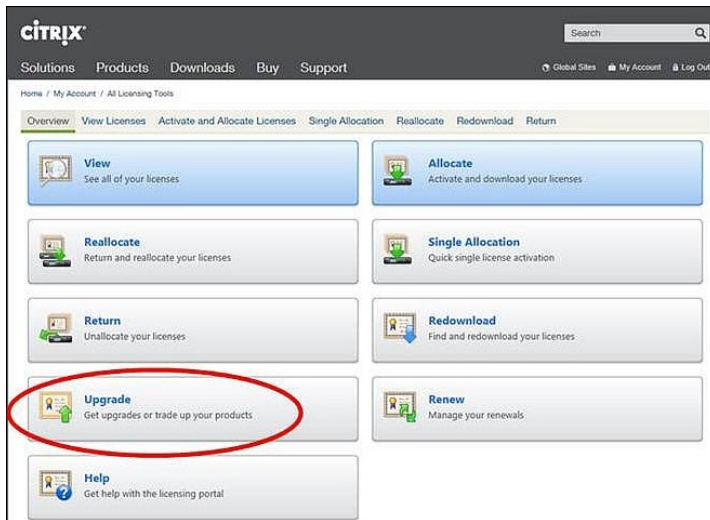 CITRIX
Search
Solutions Products Downloads Buy Support
Global Sites My Account Log Out
Home / My Account / All Licensing Tools
Overview View Licenses Activate and Allocate Licenses Single Allocation Reallocate Redownload Return
View
See all of your licenses
Allocate
Activate and download your licenses
Reallocate
Return and reallocate your licenses
Single Allocation
Quick single license activation
Return
Unallocate your licenses
Redownload
Find and redownload your licenses
Upgrade
Get upgrades or trade up your products
Renew
Manage your renewals
Help
Get help with the licensing portal